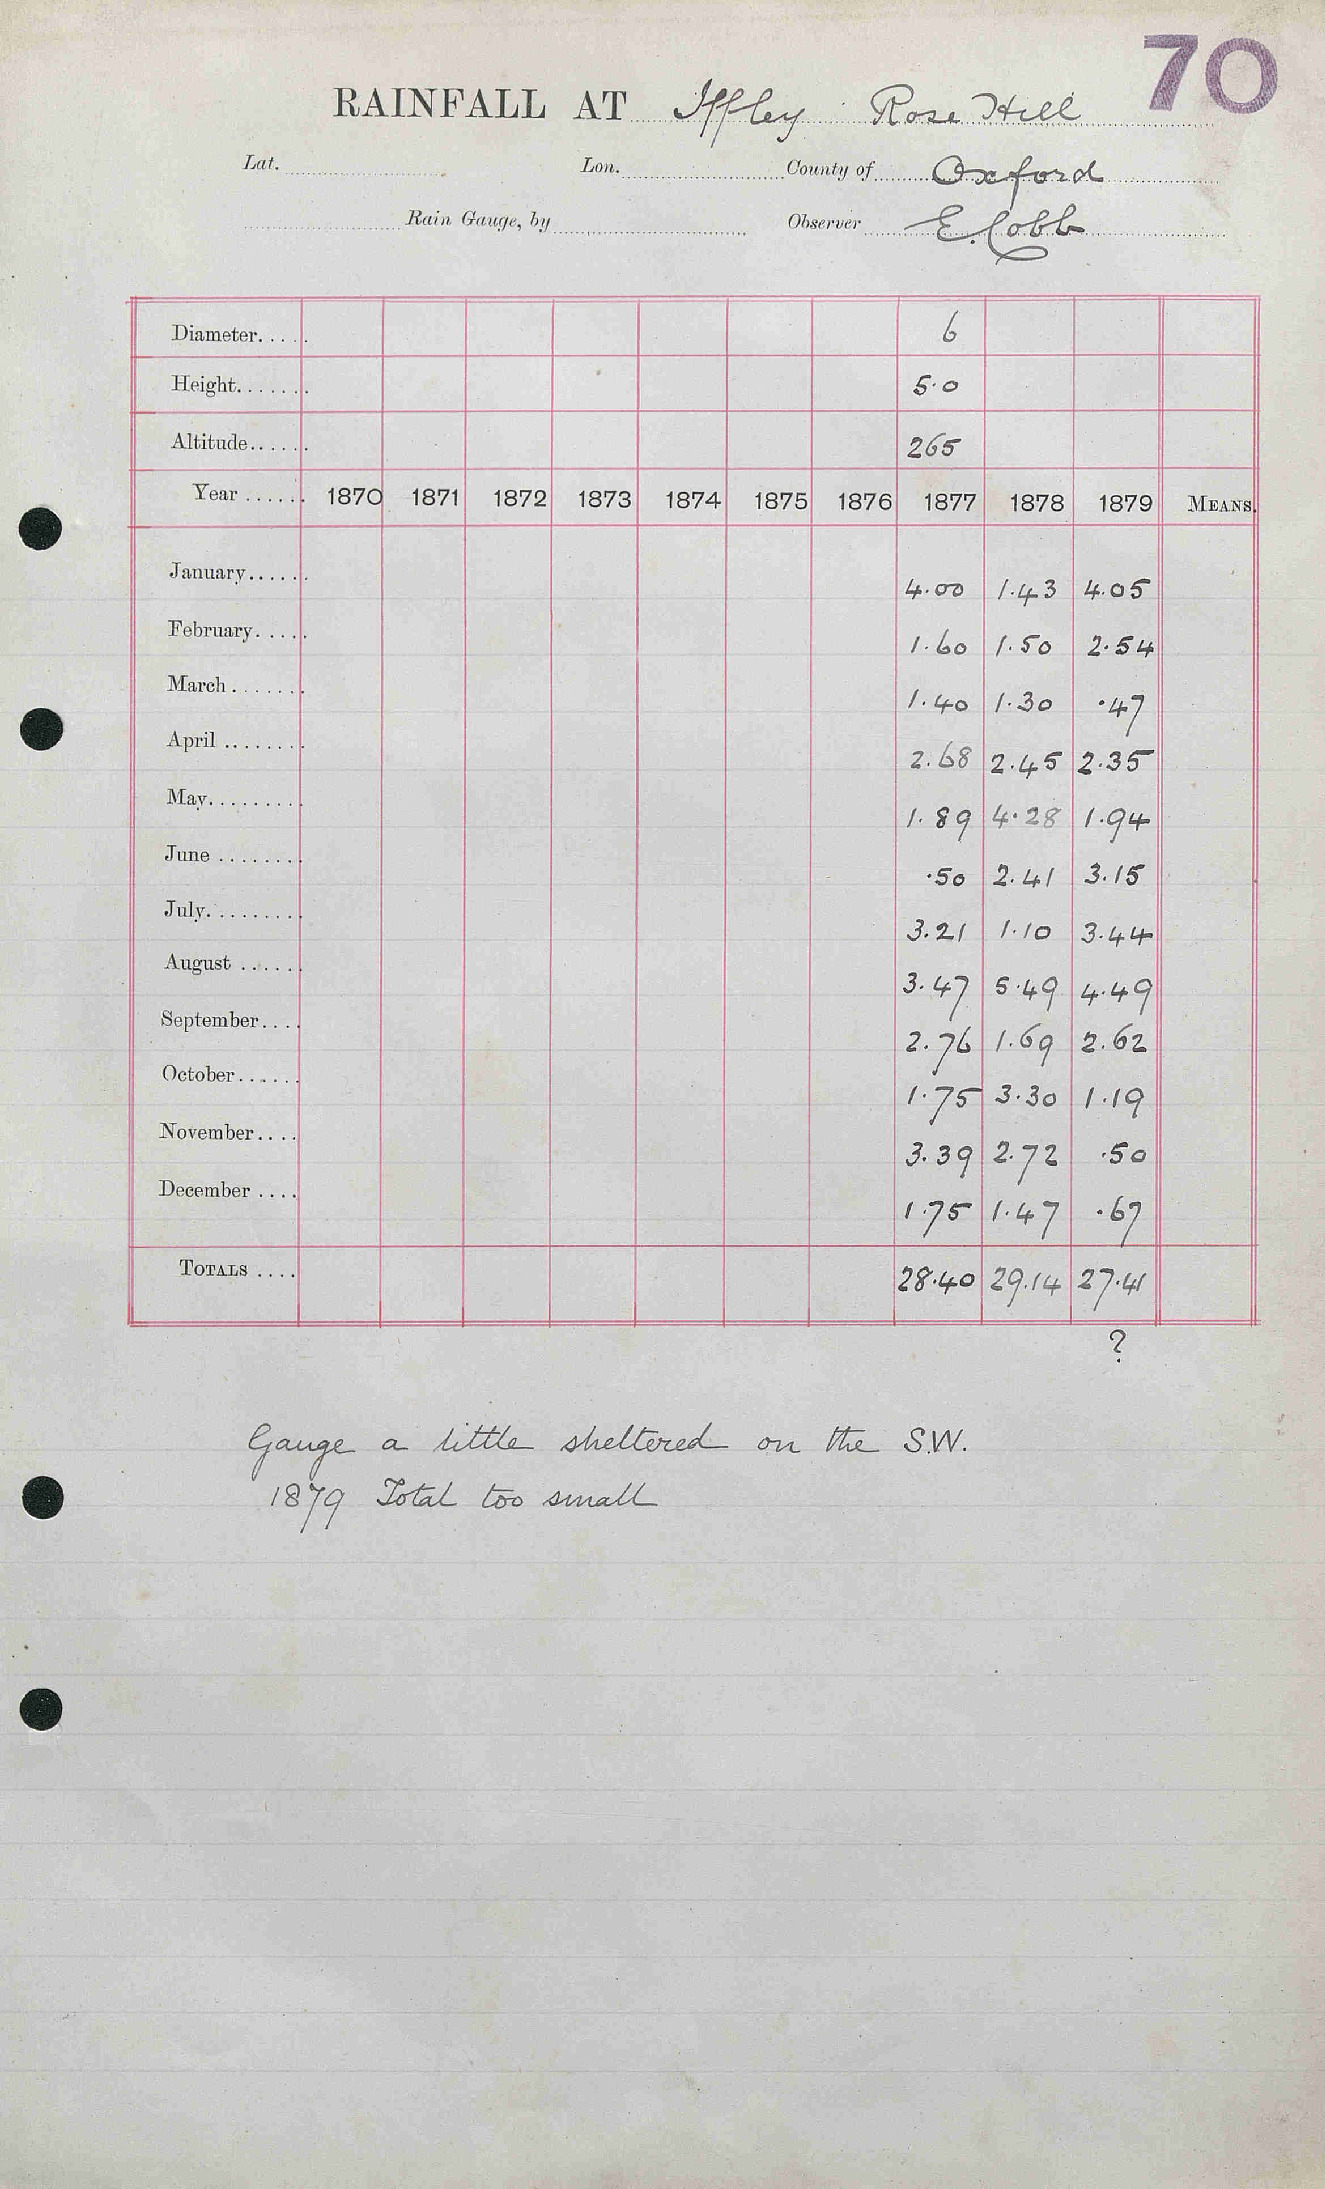 70
RAINFALL AT Iffley Rose Hill
Lat. Lon. County of Oxford
Rain Gauge, by Observer E. Cobb
Diameter..... 6
Height....... 5.0
Altitude...... 265
Year ...... 1870 1871 1872 1873 1874 1875 1876 1877 1878 1879 MEANS.
January...... 4.00 1.43 4.05
February..... 1.60 1.50 2.54
March....... 1.40 1.30 .47
April ........ 2.68 2.45 2.35
May......... 1.89 4.28 1.94
June ........ .50 2.41 3.15
July......... 3.21 1.10 3.44
August ...... 3.47 5.49 4.49
September.... 2.76 1.69 2.62
October...... 1.75 3.30 1.19
November.... 3.39 2.72 .50
December .... 1.75 1.47 .67
TOTALS .... 28.40 29.14 27.41
?
Gauge a little sheltered on the S.W.
1879 Total too small